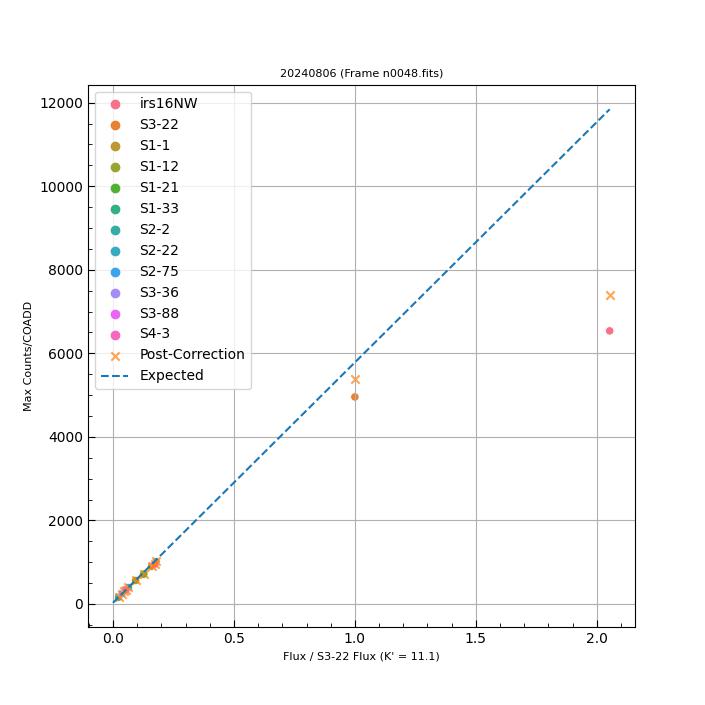 20240806 (Frame n0048.fits)
Max Counts/COADD
12000
10000
8000
6000
4000
2000
0
irs16NW
S3-22
S1-1
S1-12
S1-21
S1-33
S2-2
S2-22
S2-75
S3-36
S3-88
S4-3
Post-Correction
Expected
0.0 0.5 1.0 1.5 2.0
Flux / S3-22 Flux (K' = 11.1)